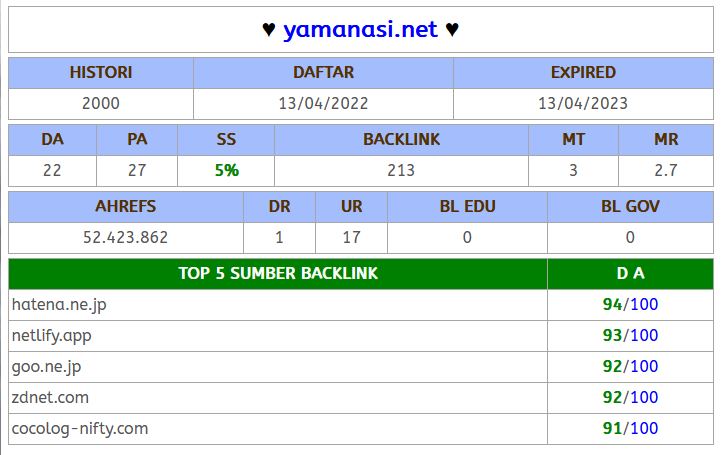 ♥ yamanasi.net ♥
HISTORI DAFTAR EXPIRED
2000 13/04/2022 13/04/2023
DA PA SS BACKLINK MT MR
22 27 5% 213 3 2.7
AHREFS DR UR BL EDU BL GOV
52.423.862 1 17 0 0
TOP 5 SUMBER BACKLINK D A
hatena.ne.jp 94/100
netlify.app 93/100
goo.ne.jp 92/100
zdnet.com 92/100
cocolog-nifty.com 91/100